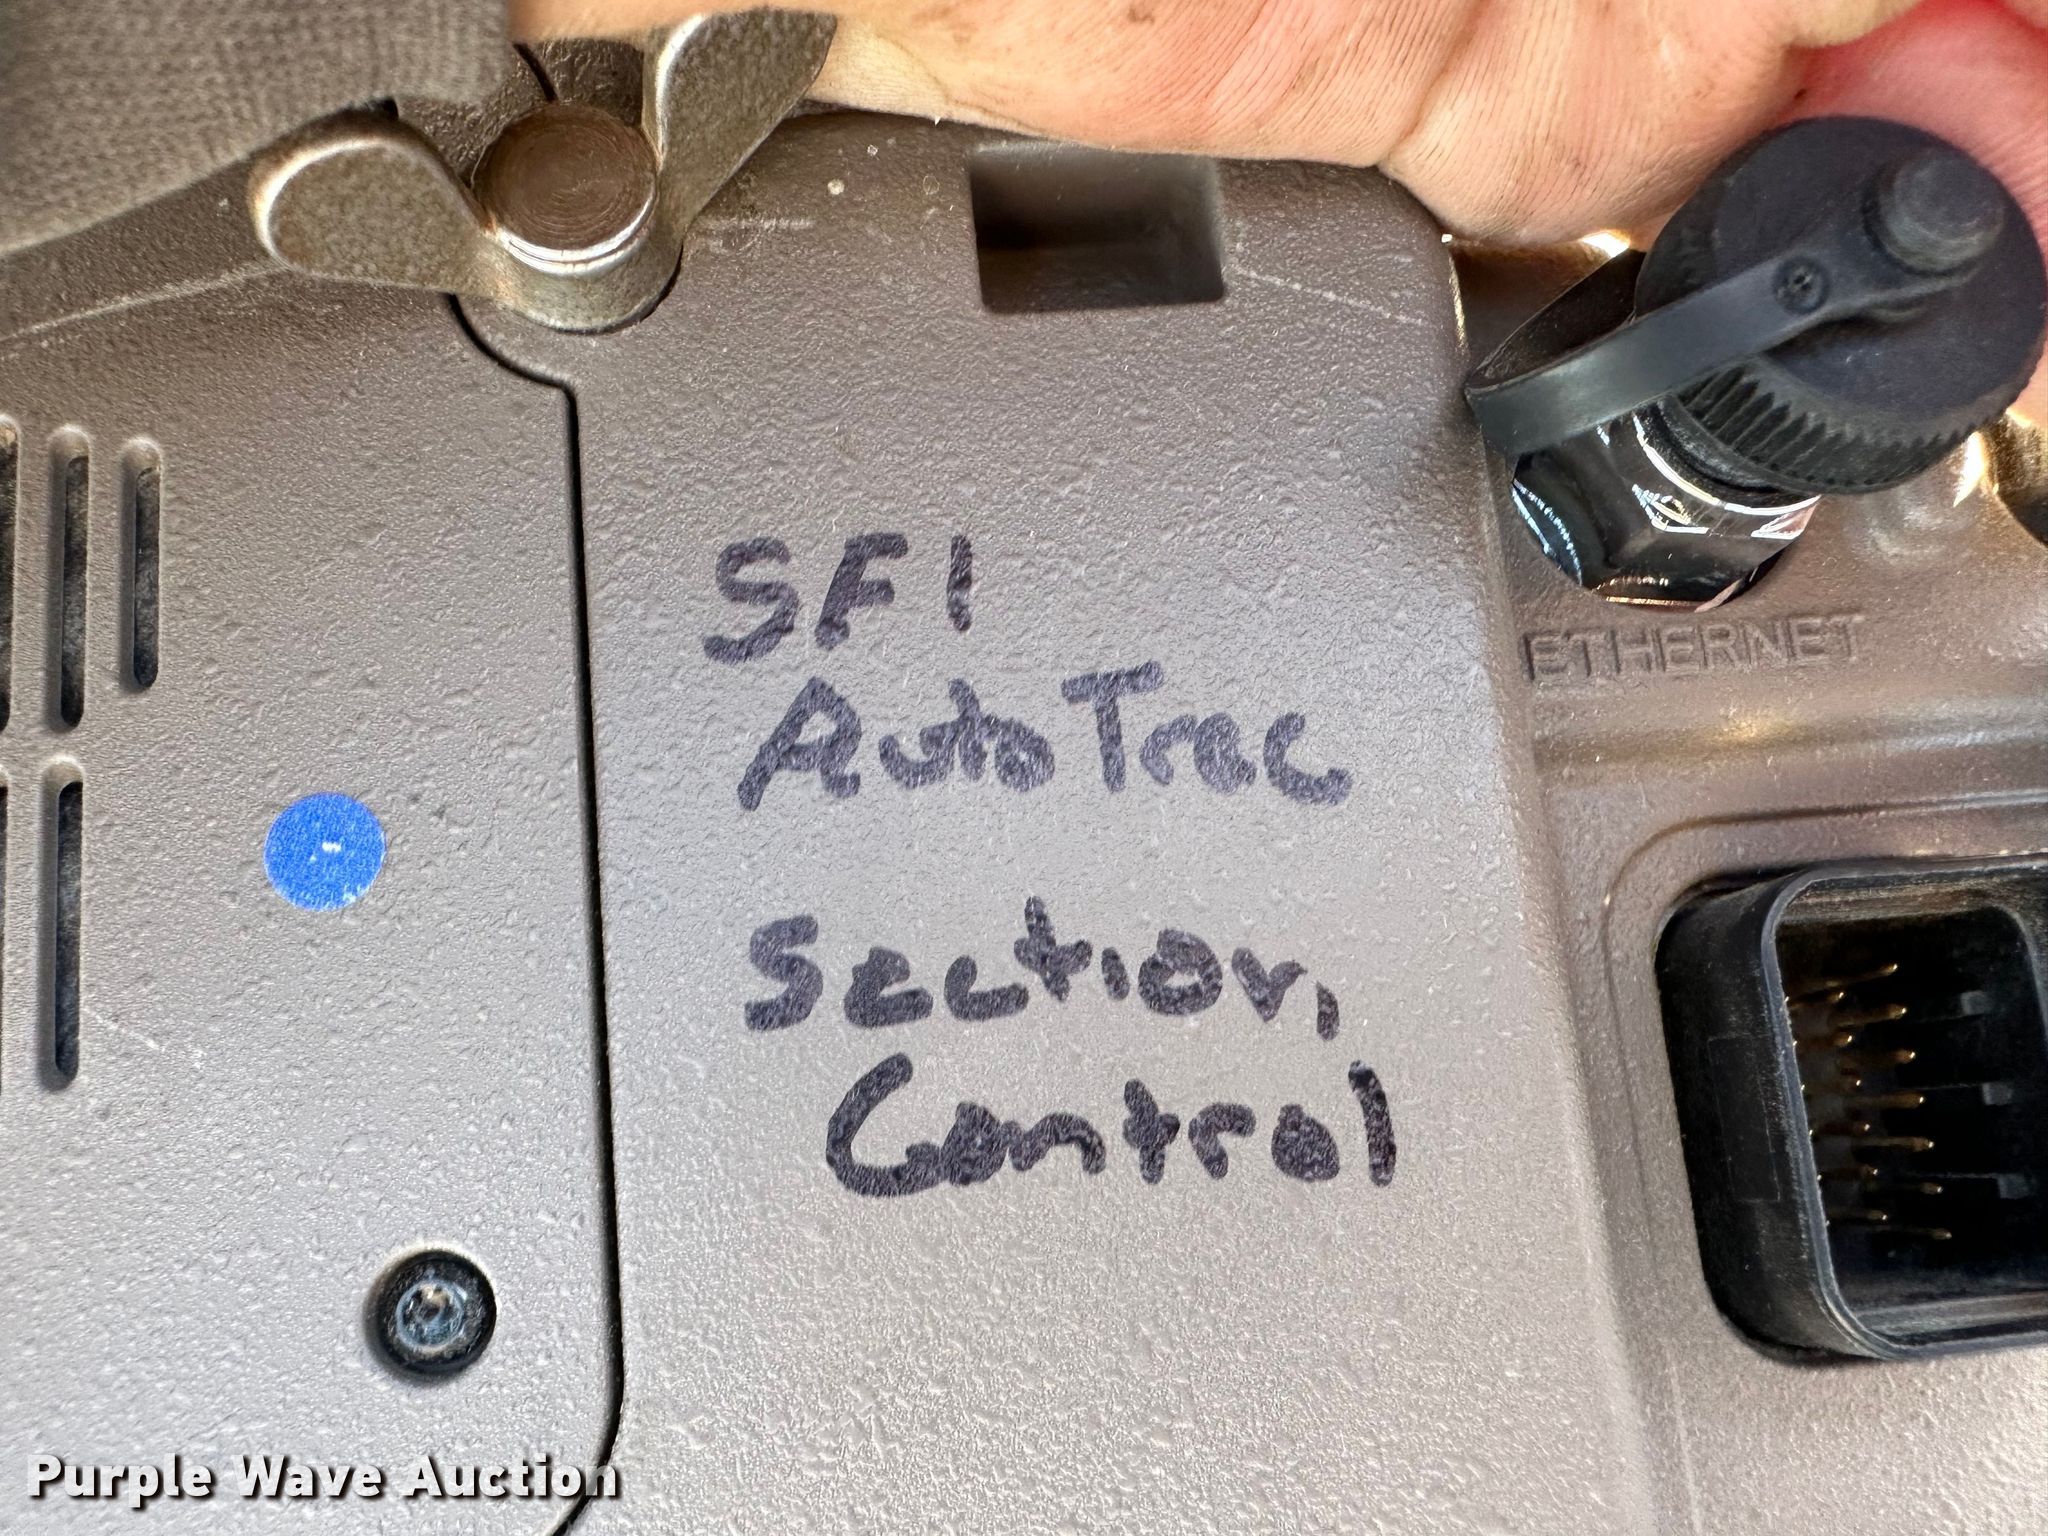 SF1
AutoTrac
Section,
Control
ETHERNET
Purple Wave Auction